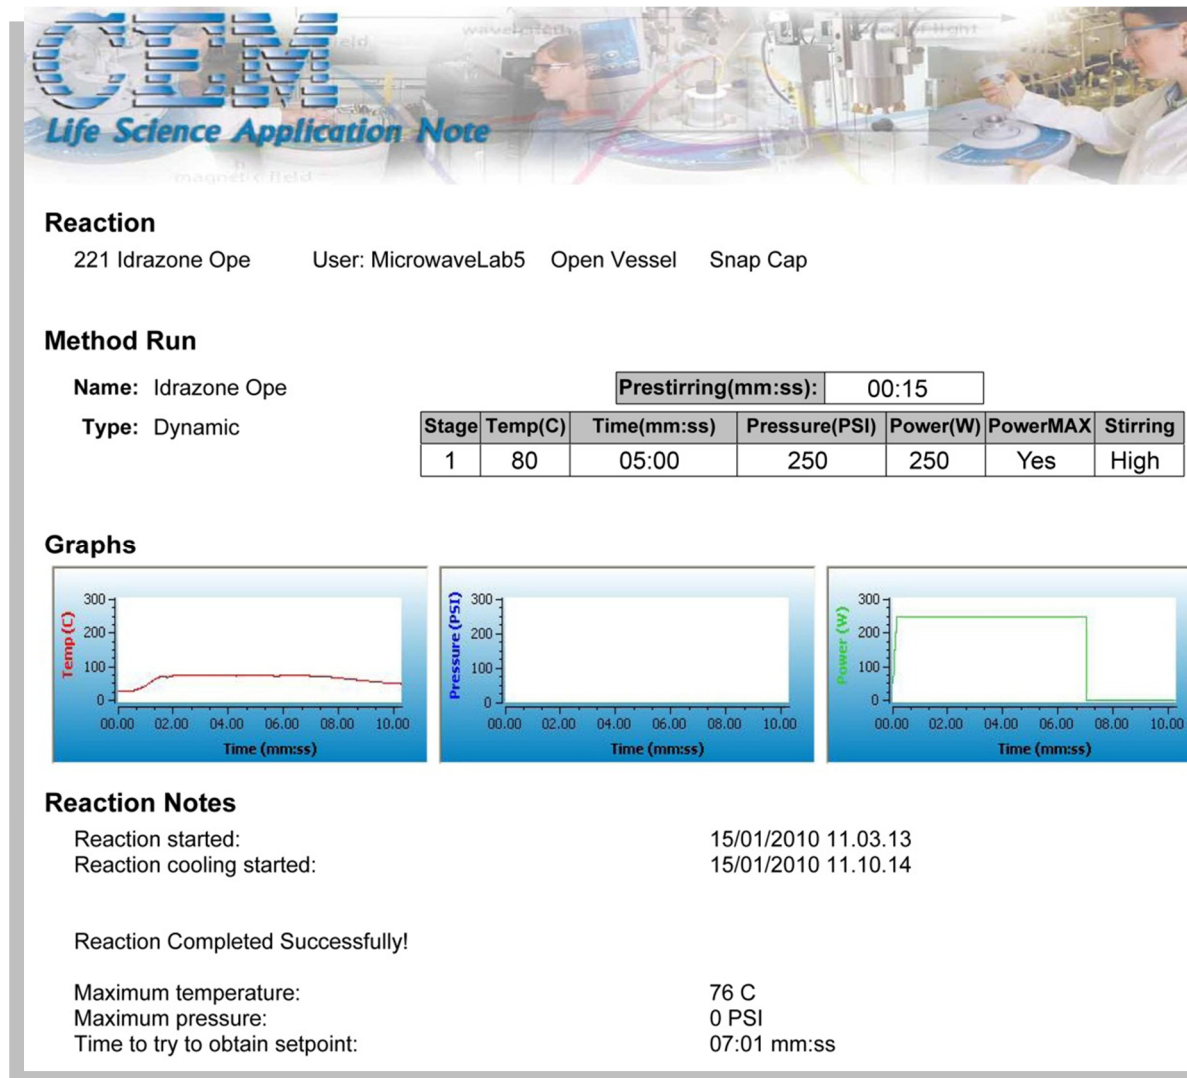 CEM
Life Science Application Note
magnetic field
Reaction
221 Idrazone Ope User: MicrowaveLab5 Open Vessel Snap Cap
Method Run
Name: Idrazone Ope
Prestirring(mm:ss): 00:15
Type: Dynamic
Stage Temp(C) Time(mm:ss) Pressure(PSI) Power(W) PowerMAX Stirring
1 80 05:00 250 250 Yes High
Graphs
Temp (C)
300
200
100
0
00.00 02.00 04.00 06.00 08.00 10.00
Time (mm:ss)
Pressure (PSI)
300
200
100
0
00.00 02.00 04.00 06.00 08.00 10.00
Time (mm:ss)
Power (W)
300
200
100
0
00.00 02.00 04.00 06.00 08.00 10.00
Time (mm:ss)
Reaction Notes
Reaction started: 15/01/2010 11.03.13
Reaction cooling started: 15/01/2010 11.10.14
Reaction Completed Successfully!
Maximum temperature: 76 C
Maximum pressure: 0 PSI
Time to try to obtain setpoint: 07:01 mm:ss